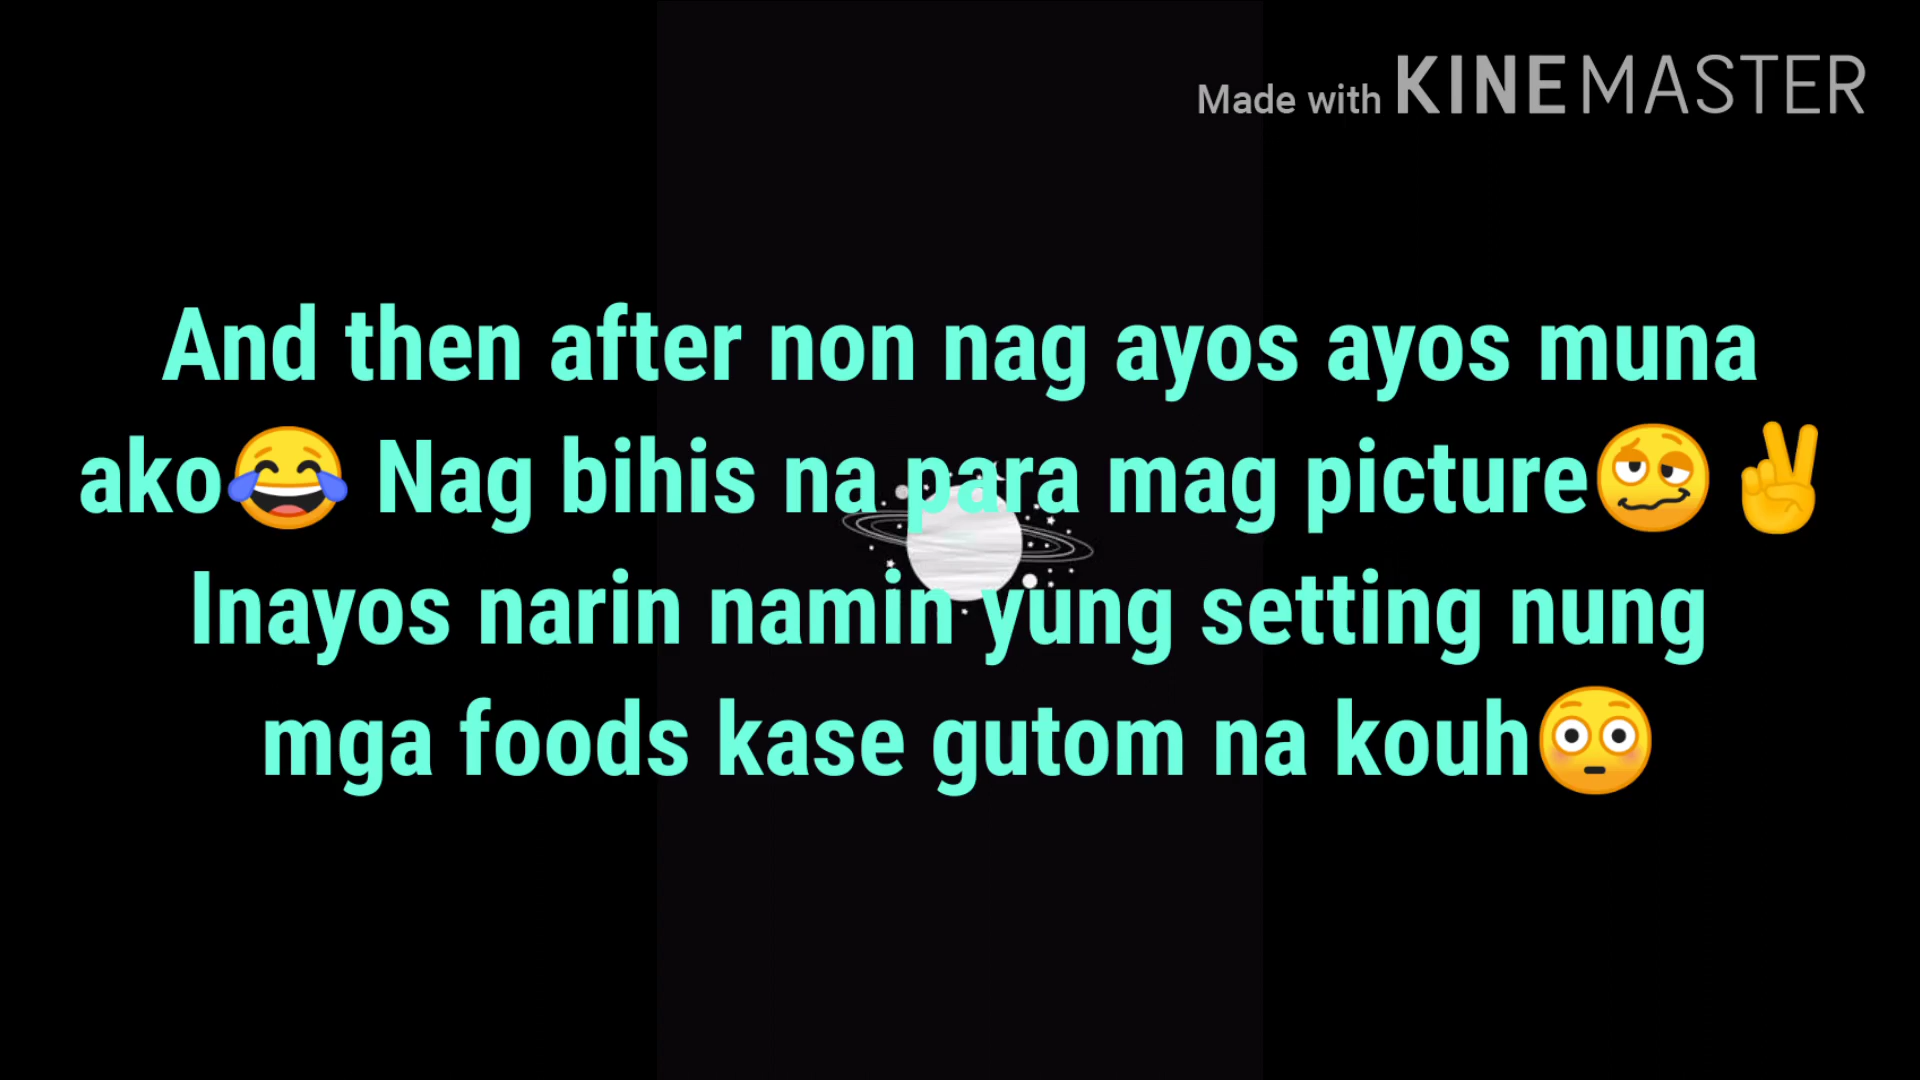 Made with KINEMASTER
And then after non nag ayos ayos muna
ako😂 Nag bihis na para mag picture🥴✌
Inayos narin namin yung setting nung
mga foods kase gutom na kouh😳